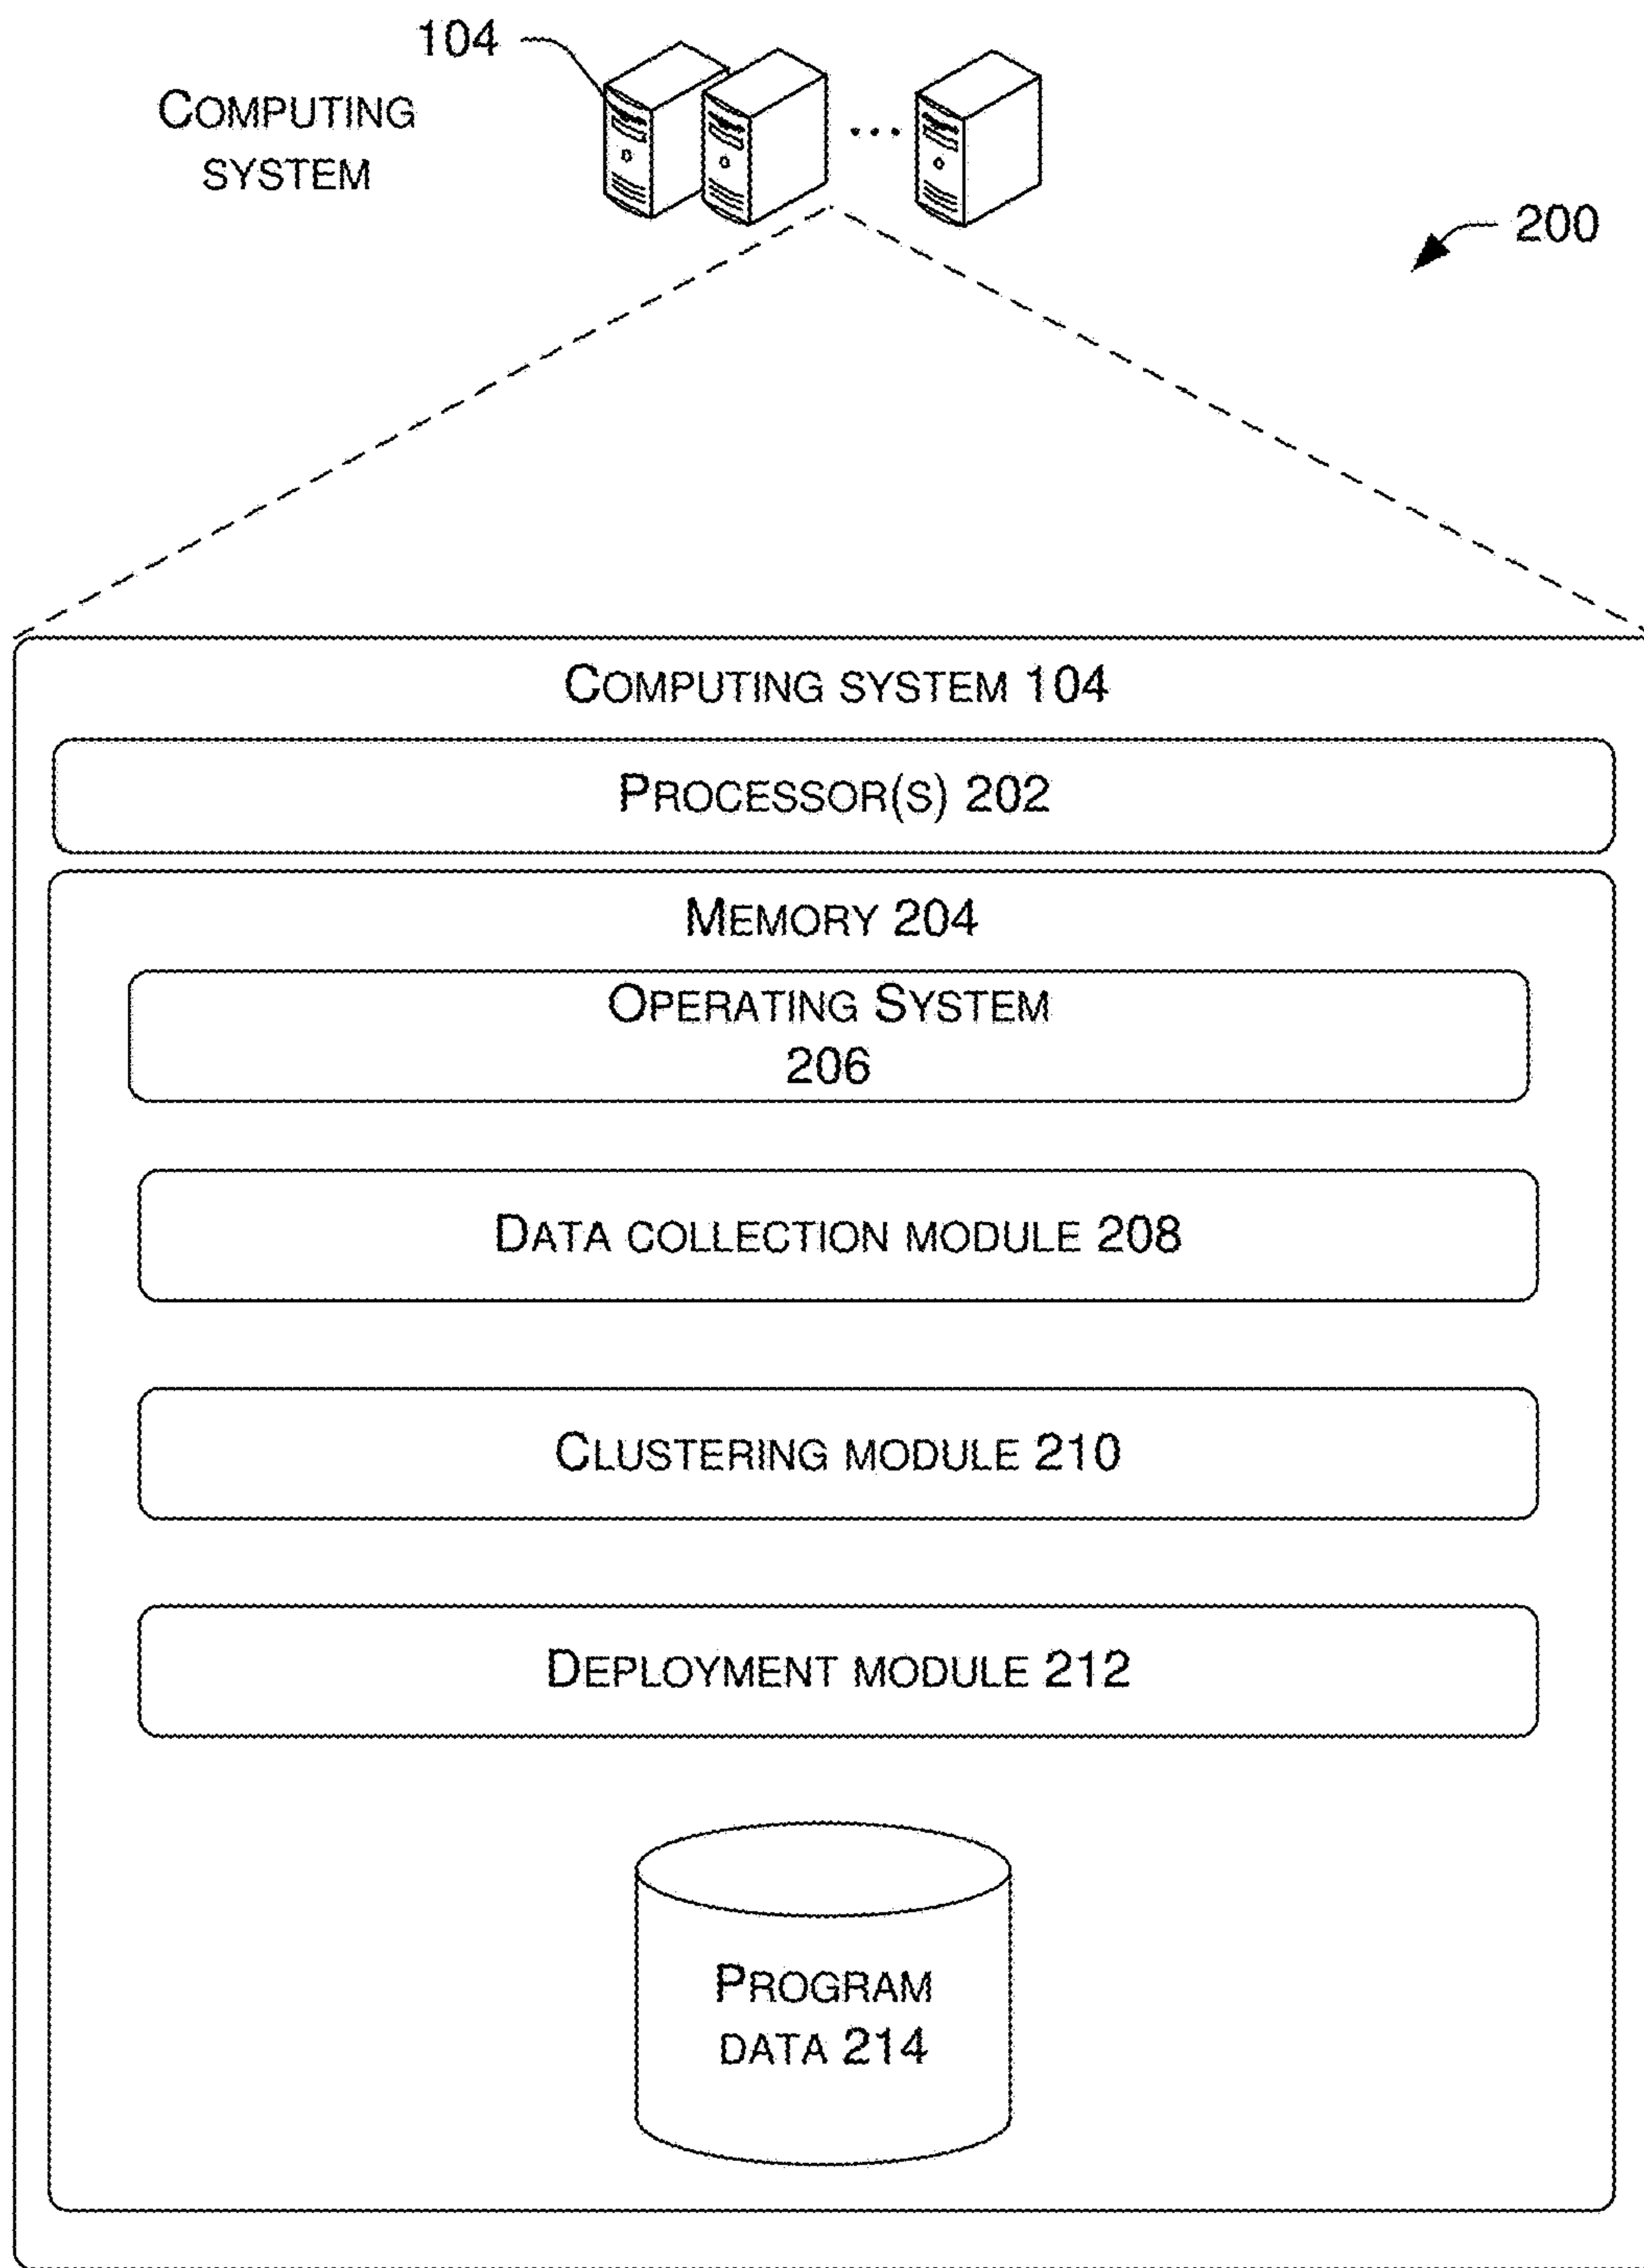 104
COMPUTING
SYSTEM
200
COMPUTING SYSTEM 104
PROCESSOR(S) 202
MEMORY 204
OPERATING SYSTEM
206
DATA COLLECTION MODULE 208
CLUSTERING MODULE 210
DEPLOYMENT MODULE 212
PROGRAM
DATA 214